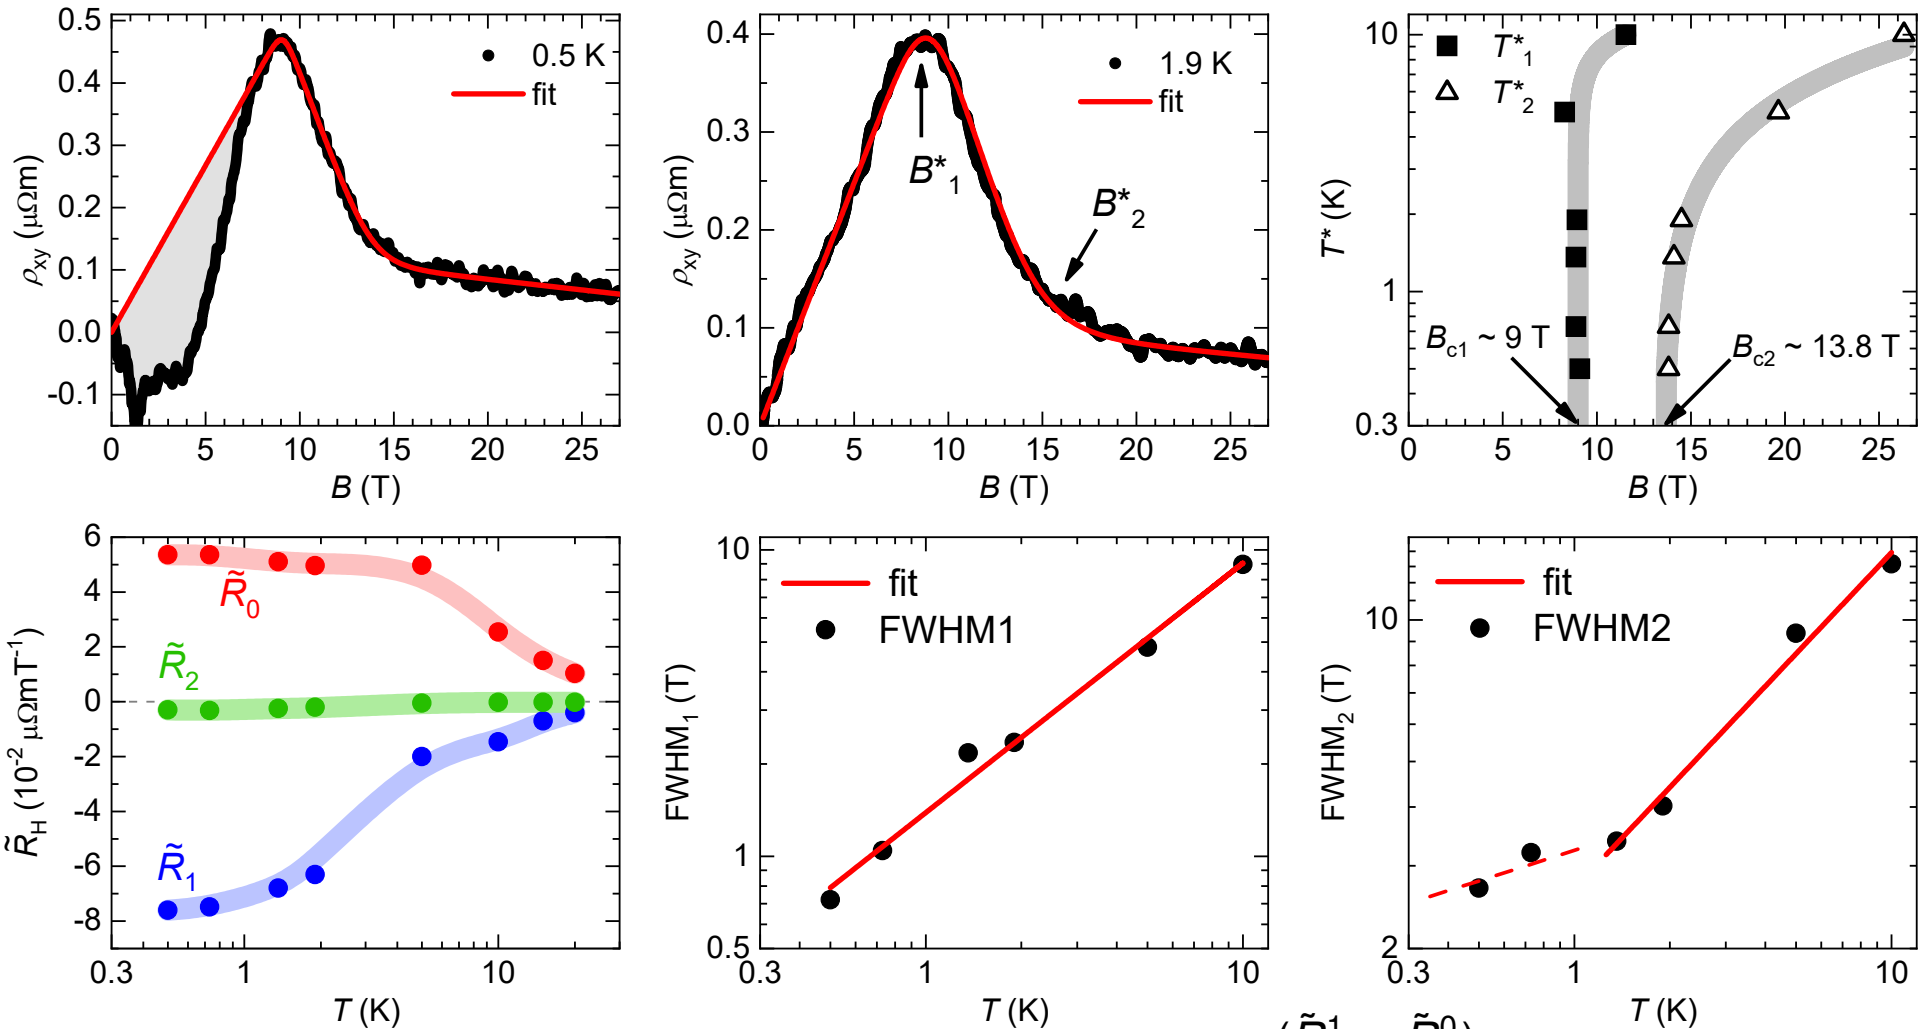 0.5
0.4
0.3
0.2
0.1
0.0
-0.1
ρxy (μΩm)
0.5 K
fit
0 5 10 15 20 25
B (T)
0.4
0.3
0.2
0.1
0.0
ρxy (μΩm)
1.9 K
fit
B*1
B*2
0 5 10 15 20 25
B (T)
10
1
0.3
T* (K)
T*1
T*2
Bc1 ~ 9 T
Bc2 ~ 13.8 T
0 5 10 15 20 25
B (T)
6
4
2
0
-2
-4
-6
-8
R̃H (10-2 μΩmT-1)
R̃0
R̃2
R̃1
0.3 1 10
T (K)
10
1
0.5
FWHM1 (T)
fit
FWHM1
0.3 1 10
T (K)
10
2
FWHM2 (T)
fit
FWHM2
0.3 1 10
T (K)